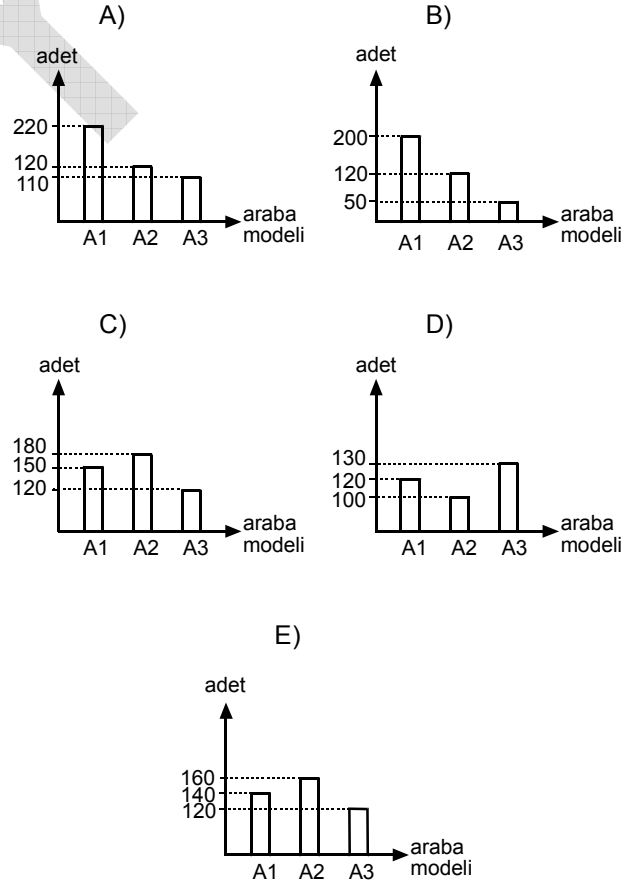 A)
adet
220
120
110
A1 A2 A3
araba
modeli
B)
adet
200
120
50
A1 A2 A3
araba
modeli
C)
adet
180
150
120
A1 A2 A3
araba
modeli
D)
adet
130
120
100
A1 A2 A3
araba
modeli
E)
adet
160
140
120
A1 A2 A3
araba
modeli